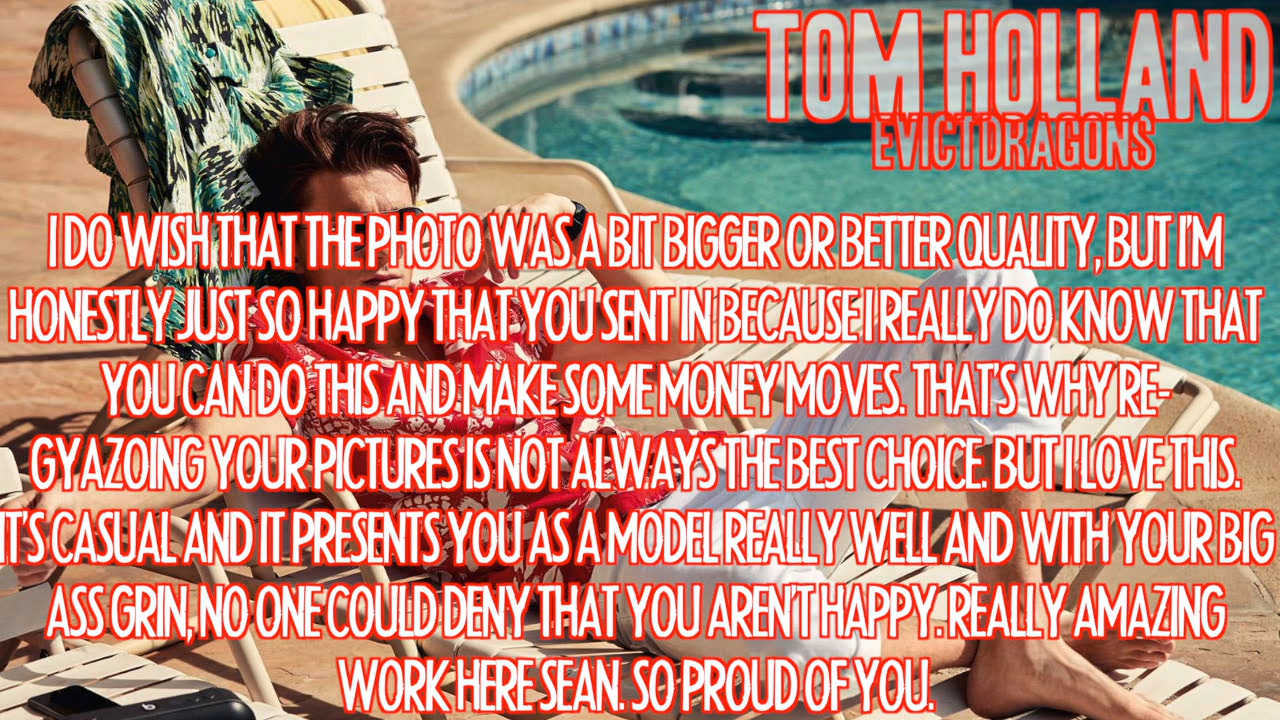 TOM HOLLAND
EVICTDRAGONS
I DO WISH THAT THE PHOTO WAS A BIT BIGGER OR BETTER QUALITY, BUT I'M
HONESTLY JUST SO HAPPY THAT YOU SENT IN BECAUSE I REALLY DO KNOW THAT
YOU CAN DO THIS AND MAKE SOME MONEY MOVES. THAT'S WHY RE-
GYAZOING YOUR PICTURES IS NOT ALWAYS THE BEST CHOICE. BUT I LOVE THIS.
IT'S CASUAL AND IT PRESENTS YOU AS A MODEL REALLY WELL AND WITH YOUR BIG
ASS GRIN, NO ONE COULD DENY THAT YOU AREN'T HAPPY. REALLY AMAZING
WORK HERE SEAN. SO PROUD OF YOU.